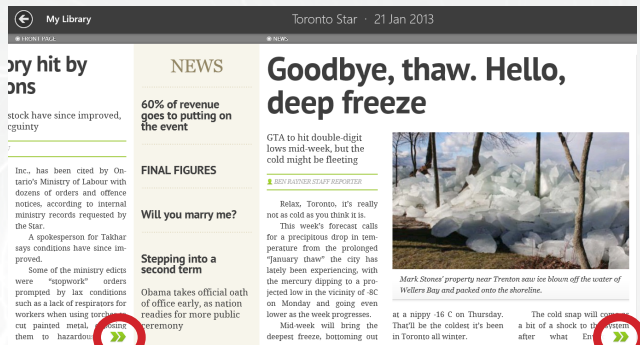 My Library
Toronto Star · 21 Jan 2013
FRONT PAGE
NEWS
ory hit by
ons
stock have since improved,
cguinty
Inc., has been cited by On-
tario's Ministry of Labour with
dozens of orders and offence
notices, according to internal
ministry records requested by
the Star.
A spokesperson for Takhar
says conditions have since im-
proved.
Some of the ministry edicts
were "stopwork" orders
prompted by lax conditions
such as a lack of respirators for
workers when using torches to
cut painted metal,
them to hazardou
NEWS
60% of revenue
goes to putting on
the event
FINAL FIGURES
Will you marry me?
Stepping into a
second term
Obama takes official oath
of office early, as nation
readies for more public
ceremony
Goodbye, thaw. Hello,
deep freeze
GTA to hit double-digit
lows mid-week, but the
cold might be fleeting
BEN RAYNER STAFF REPORTER
Relax, Toronto, it's really
not as cold as you think it is.
This week's forecast calls
for a precipitous drop in tem-
perature from the prolonged
"January thaw" the city has
lately been experiencing, with
the mercury dipping to a pro-
jected low in the vicinity of -8C
on Monday and going even
lower as the week progresses.
Mid-week will bring the
deepest freeze, bottoming out
Mark Stones' property near Trenton saw ice blown off the water of
Wellers Bay and packed onto the shoreline.
at a nippy -16 C on Thursday.
That'll be the coldest it's been
in Toronto all winter.
The cold snap will
a bit of a shock to the system
after what